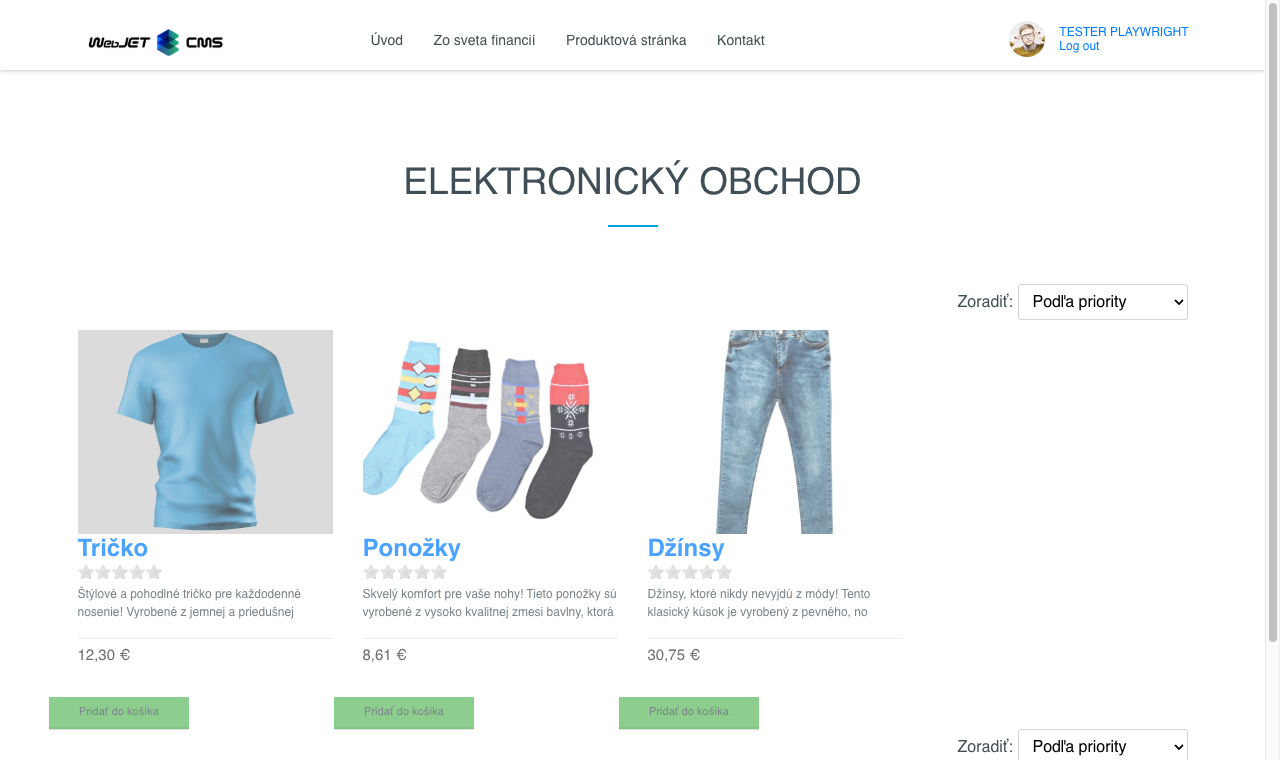 WebJET CMS
Úvod
Zo sveta financií
Produktová stránka
Kontakt
TESTER PLAYWRIGHT
Log out
ELEKTRONICKÝ OBCHOD
Zoradiť: Podľa priority
Tričko
Štýlové a pohodlné tričko pre každodenné
nosenie! Vyrobené z jemnej a priedušnej
12,30 €
Pridať do košíka
Ponožky
Skvelý komfort pre vaše nohy! Tieto ponožky sú
vyrobené z vysoko kvalitnej zmesi bavlny, ktorá
8,61 €
Pridať do košíka
Džínsy
Džínsy, ktoré nikdy nevyjdú z módy! Tento
klasický kúsok je vyrobený z pevného, no
30,75 €
Pridať do košíka
Zoradiť: Podľa priority